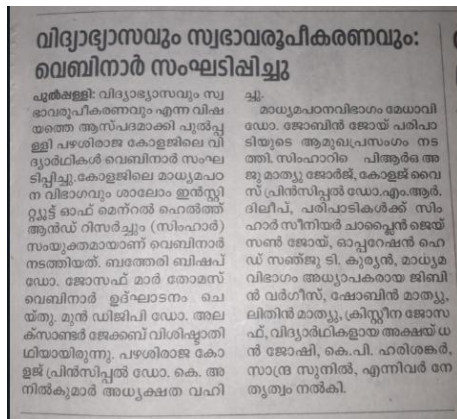 വിദ്യാഭ്യാസവും സ്വഭാവരൂപീകരണവും:
വെബിനാർ സംഘടിപ്പിച്ചു
പുൽപ്പള്ളി: വിദ്യാഭ്യാസവും സ്വ
ഭാവരൂപീകരണവും എന്ന വിഷ
യത്തെ ആസ്പദമാക്കി പുൽപ്പ
ള്ളി പഴശിരാജ കോളജിലെ വി
ദ്യാർഥികൾ വെബിനാർ സംഘ
ടിപ്പിച്ചു.കോളജിലെ മാധ്യമപഠ
ന വിഭാഗവും ശാലോം ഇൻസ്റ്റി
റ്റ്യൂട്ട് ഓഫ് മെന്റൽ ഹെൽത്ത്
ആൻഡ് റിസർച്ചും (സിംഹാർ)
സംയുക്തമായാണ് വെബിനാർ
നടത്തിയത്. ബത്തേരി ബിഷപ്
ഡോ. ജോസഫ് മാർ തോമസ്
വെബിനാർ ഉദ്ഘാടനം ചെ
യ്തു. മുൻ ഡിജിപി ഡോ. അല
ക്സാണ്ടർ ജേക്കബ് വിശിഷ്ടാതി
ഥിയായിരുന്നു. പഴശിരാജ കോ
ളജ് പ്രിൻസിപ്പൽ ഡോ. കെ. അ
നിൽകുമാർ അധ്യക്ഷത വഹി
ച്ചു.
മാധ്യമപഠനവിഭാഗം മേധാവി
ഡോ. ജോബിൻ ജോയ് പരിപാ
ടിയുടെ ആമുഖപ്രസംഗം നട
ത്തി. സിംഹാറിലെ പിആർഒ അ
ജു മാത്യു ജോർജ്, കോളജ് വൈ
സ് പ്രിൻസിപ്പൽ ഡോ.എം.ആർ.
ദിലീപ്, പരിപാടികൾക്ക് സിം
ഹാർ സീനിയർ ചാപ്ലൈൻ ജെയ്
സൺ ജോയ്, ഓപ്പറേഷൻ ഹെ
ഡ് സഞ്ജു ടി. കുര്യൻ, മാധ്യമ
വിഭാഗം അധ്യാപകരായ ജിബി
ൻ വർഗീസ്, ഷോബിൻ മാത്യു,
ലിതിൻ മാത്യു, ക്രിസ്റ്റീന ജോസ
ഫ്, വിദ്യാർഥികളായ അക്ഷയ് ധ
ൻ ജോഷി, കെ.പി. ഹരിശങ്കർ,
സാന്ദ്ര സുനിൽ, എന്നിവർ നേ
തൃത്വം നൽകി.